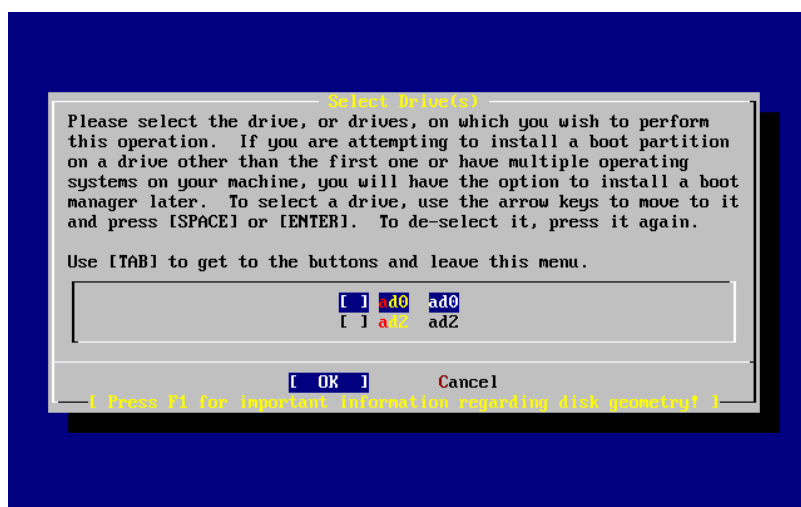 Select Drive(s)
Please select the drive, or drives, on which you wish to perform
this operation.  If you are attempting to install a boot partition
on a drive other than the first one or have multiple operating
systems on your machine, you will have the option to install a boot
manager later.  To select a drive, use the arrow keys to move to it
and press [SPACE] or [ENTER].  To de-select it, press it again.
Use [TAB] to get to the buttons and leave this menu.
[ ] ad0  ad0
[ ] ad2  ad2
[  OK  ]  Cancel
[ Press F1 for important information regarding disk geometry! ]